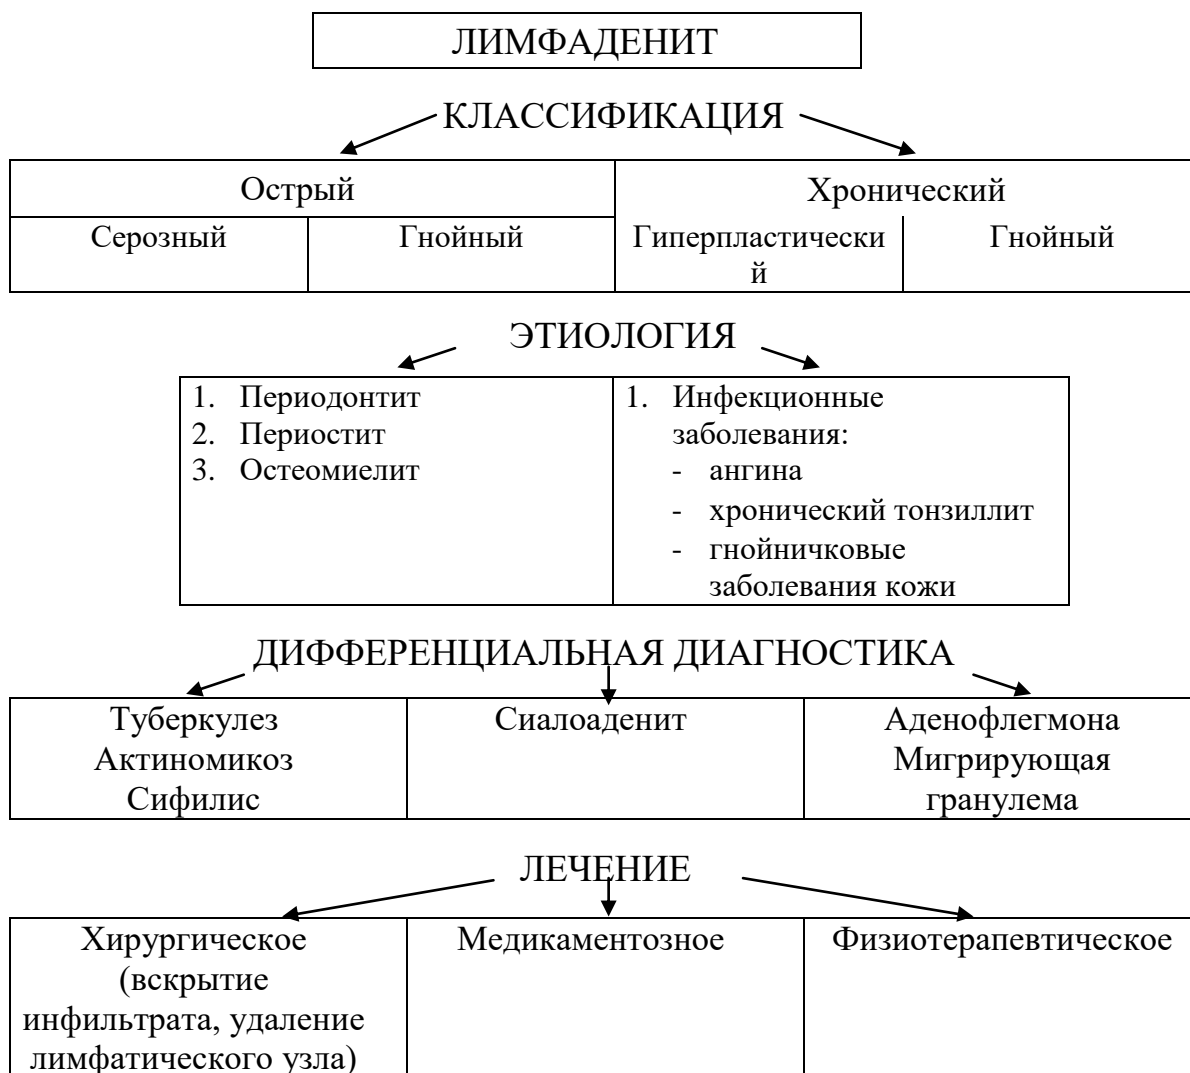 ЛИМФАДЕНИТ
КЛАССИФИКАЦИЯ
Острый
Хронический
Серозный
Гнойный
Гиперпластически
й
Гнойный
ЭТИОЛОГИЯ
1. Периодонтит
2. Периостит
3. Остеомиелит
1. Инфекционные
заболевания:
- ангина
- хронический тонзиллит
- гнойничковые
заболевания кожи
ДИФФЕРЕНЦИАЛЬНАЯ ДИАГНОСТИКА
Туберкулез
Актиномикоз
Сифилис
Сиалоаденит
Аденофлегмона
Мигрирующая
гранулема
ЛЕЧЕНИЕ
Хирургическое
(вскрытие
инфильтрата, удаление
лимфатического узла)
Медикаментозное
Физиотерапевтическое